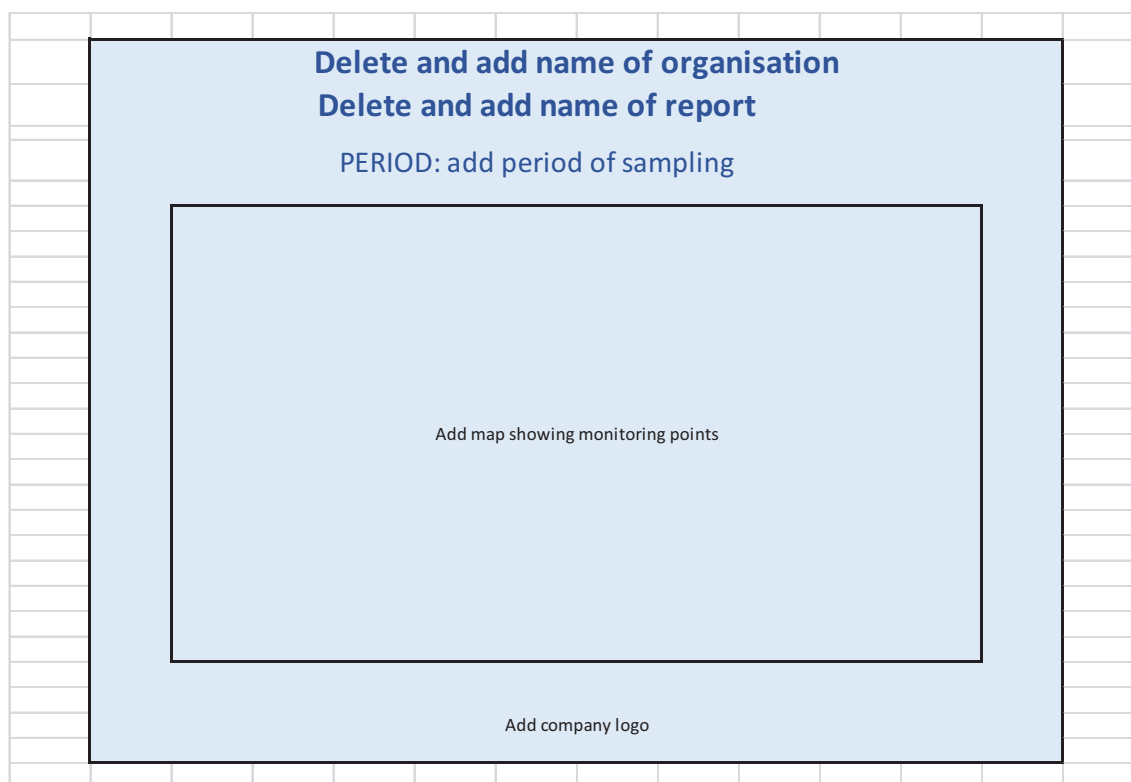 Delete and add name of organisation
Delete and add name of report
PERIOD: add period of sampling
Add map showing monitoring points
Add company logo